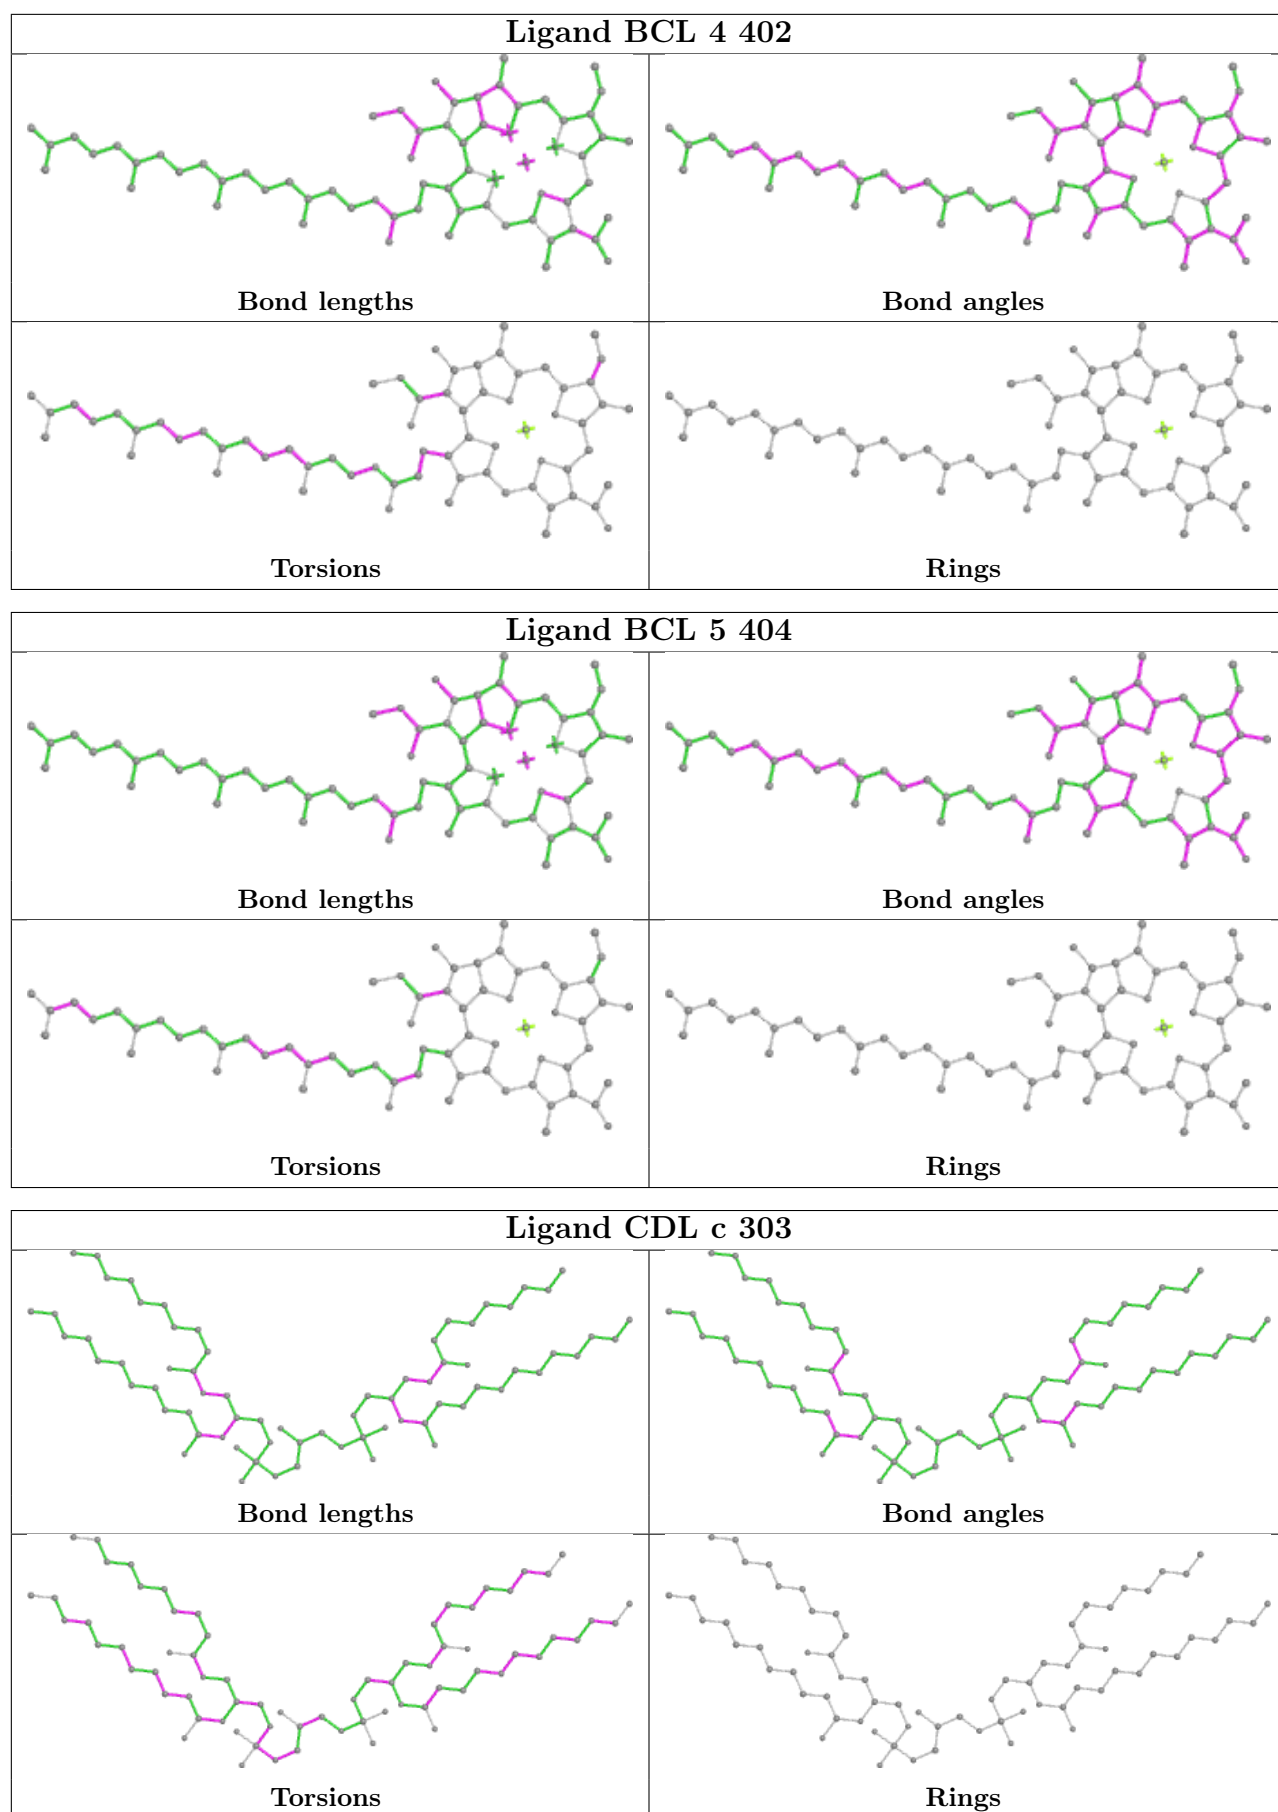 Ligand BCL 4 402
Bond lengths
Bond angles
Torsions
Rings
Ligand BCL 5 404
Bond lengths
Bond angles
Torsions
Rings
Ligand CDL c 303
Bond lengths
Bond angles
Torsions
Rings